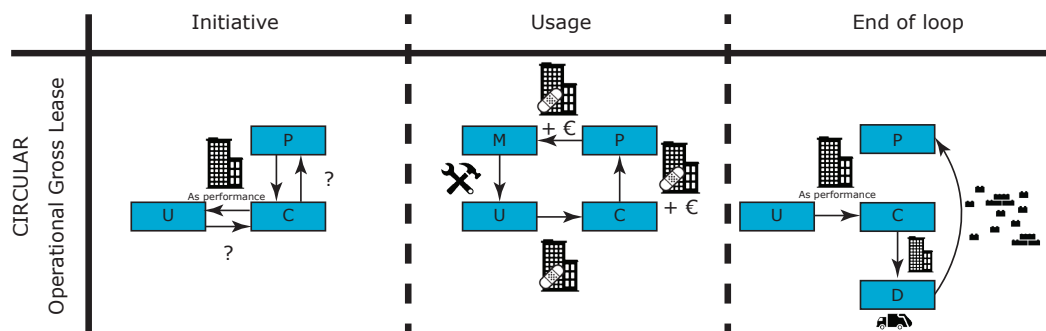 Initiative
Usage
End of loop
CIRCULAR
Operational Gross Lease
P
?
As performance
U
C
?
+ €
M
P
U
C
+ €
P
As performance
U
C
D